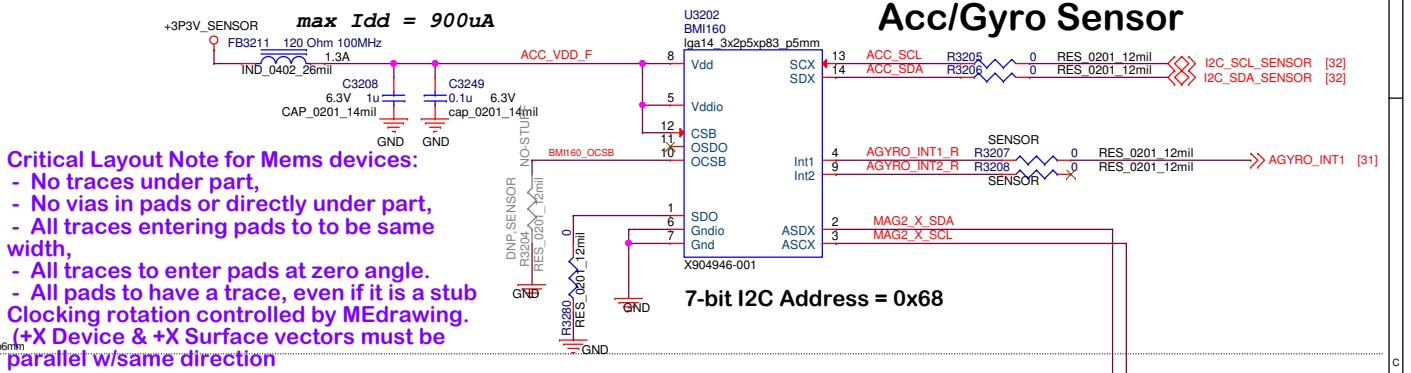 Acc/Gyro Sensor
max Idd = 900uA
+3P3V_SENSOR
FB3211 120 Ohm 100MHz
1.3A
IND_0402_26mil
C3208
6.3V 1u
CAP_0201_14mil
GND
C3249
0.1u 6.3V
cap_0201_14mil
GND
ACC_VDD_F
U3202
BMI160
lga14_3x2p5xp83_p5mm
8 Vdd
5 Vddio
12 CSB
11 OSDO
10 OCSB
1 SDO
6 Gndio
7 Gnd
SCX 13
SDX 14
Int1 4
Int2 9
ASDX 2
ASCX 3
X904946-001
ACC_SCL R3205 0 RES_0201_12mil I2C_SCL_SENSOR [32]
ACC_SDA R3206 0 RES_0201_12mil I2C_SDA_SENSOR [32]
SENSOR
AGYRO_INT1_R R3207 0 RES_0201_12mil AGYRO_INT1 [31]
AGYRO_INT2_R R3208 0 RES_0201_12mil
SENSOR
MAG2_X_SDA
MAG2_X_SCL
BMI160_OCSB
NO-STUFF
DNP,SENSOR
R3204
RES_0201_12mil
GND
0
R3280
RES_0201_12mil
GND
GND
7-bit I2C Address = 0x68
Critical Layout Note for Mems devices:
- No traces under part,
- No vias in pads or directly under part,
- All traces entering pads to to be same
width,
- All traces to enter pads at zero angle.
- All pads to have a trace, even if it is a stub
Clocking rotation controlled by MEdrawing.
(+X Device & +X Surface vectors must be
parallel w/same direction
C